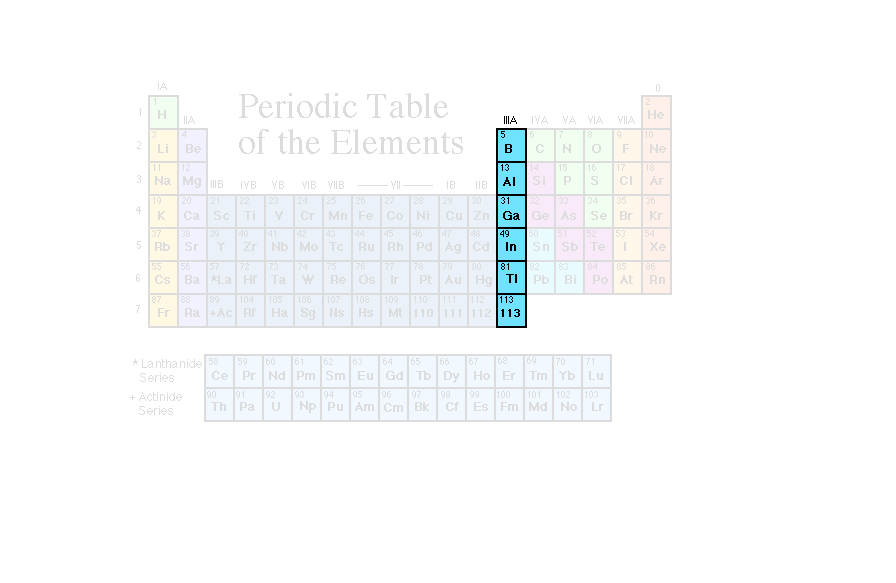 IA 0
1 H Periodic Table 2 He
1 IIA of the Elements IIIA IVA VA VIA VIIA
2 3 Li 4 Be 5 B 6 C 7 N 8 O 9 F 10 Ne
3 11 Na 12 Mg IIIB IVB VB VIB VIIB VII IB IIB 13 Al 14 Si 15 P 16 S 17 Cl 18 Ar
4 19 K 20 Ca 21 Sc 22 Ti 23 V 24 Cr 25 Mn 26 Fe 27 Co 28 Ni 29 Cu 30 Zn 31 Ga 32 Ge 33 As 34 Se 35 Br 36 Kr
5 37 Rb 38 Sr 39 Y 40 Zr 41 Nb 42 Mo 43 Tc 44 Ru 45 Rh 46 Pd 47 Ag 48 Cd 49 In 50 Sn 51 Sb 52 Te 53 I 54 Xe
6 55 Cs 56 Ba 57 *La 72 Hf 73 Ta 74 W 75 Re 76 Os 77 Ir 78 Pt 79 Au 80 Hg 81 Tl 82 Pb 83 Bi 84 Po 85 At 86 Rn
7 87 Fr 88 Ra 89 +Ac 104 Rf 105 Ha 106 Sg 107 Ns 108 Hs 109 Mt 110 110 111 111 112 112 113 113
* Lanthanide Series 58 Ce 59 Pr 60 Nd 61 Pm 62 Sm 63 Eu 64 Gd 65 Tb 66 Dy 67 Ho 68 Er 69 Tm 70 Yb 71 Lu
+ Actinide Series 90 Th 91 Pa 92 U 93 Np 94 Pu 95 Am 96 Cm 97 Bk 98 Cf 99 Es 100 Fm 101 Md 102 No 103 Lr